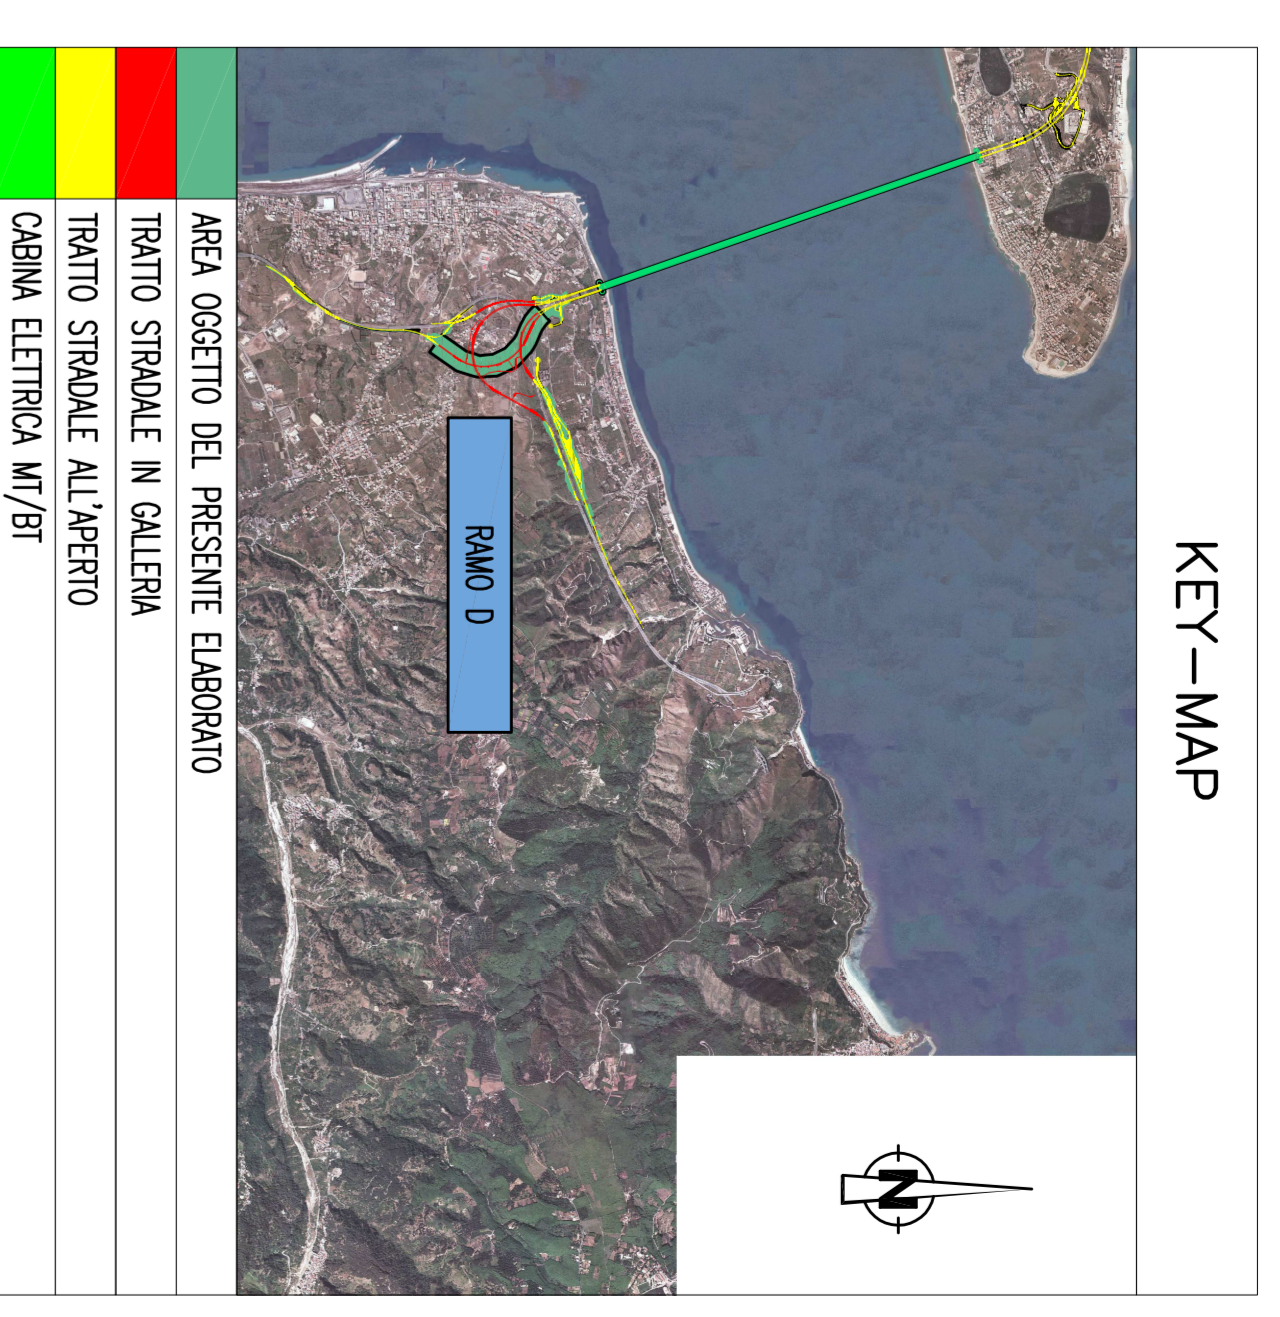 KEY-MAP
N
RAMO D
AREA OGGETTO DEL PRESENTE ELABORATO
TRATTO STRADALE IN GALLERIA
TRATTO STRADALE ALL'APERTO
CABINA ELETTRICA MT/BT